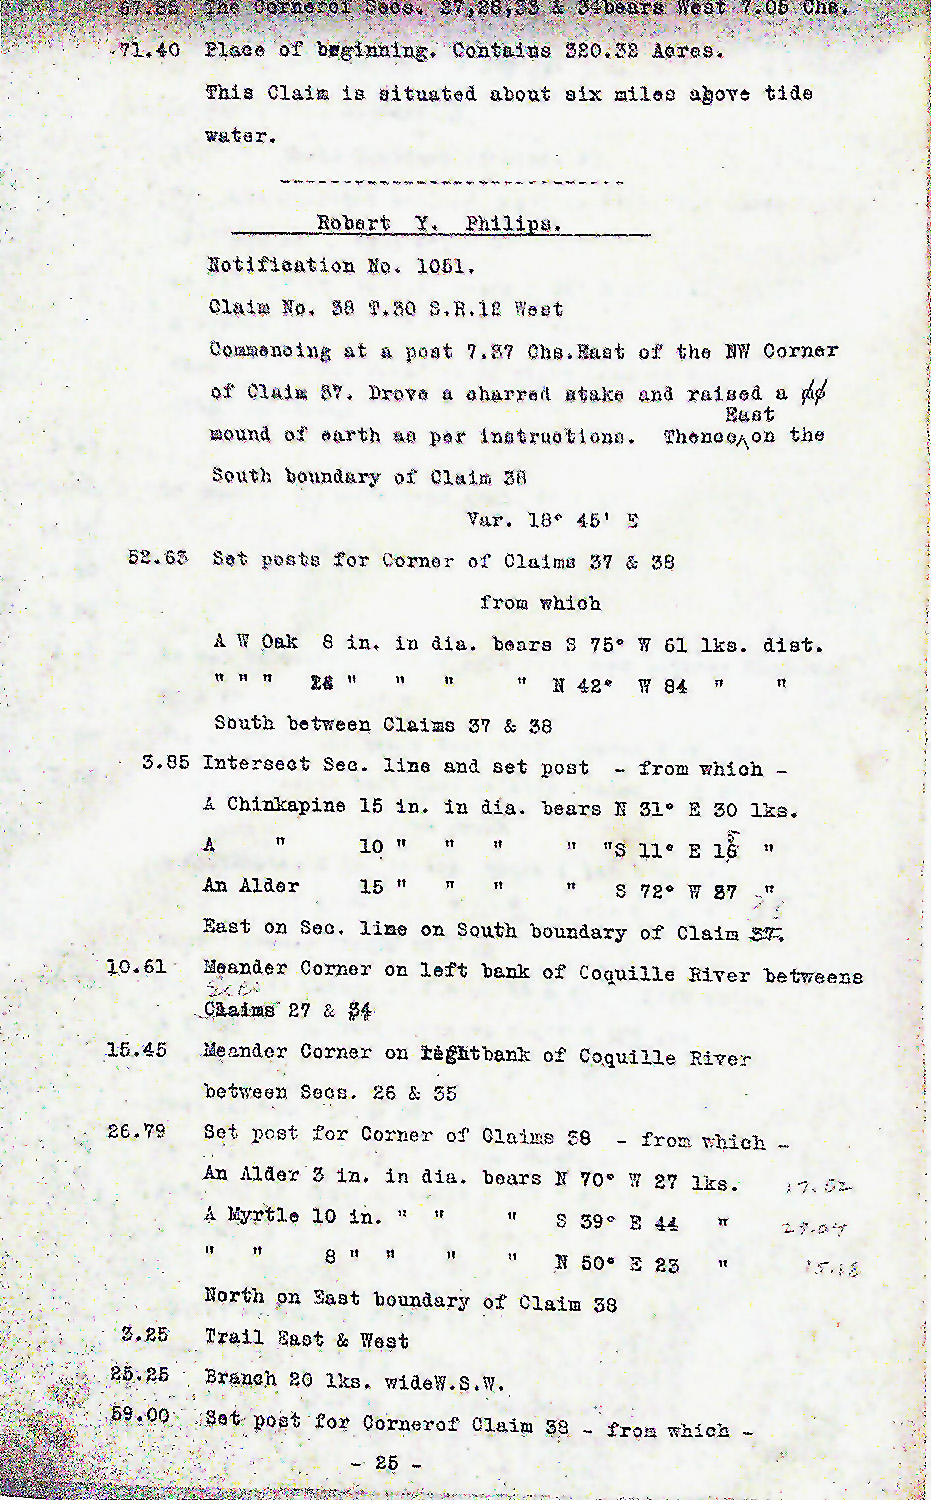 67.85 The Cornerof Secs. 27,28,33 & 34bears West 7.05 Chs.
71.40 Place of beginning. Contains 320.32 Acres.
This Claim is situated about six miles above tide
water.
----------------------------
Robert Y. Philips.
Notification No. 1051.
Claim No. 38 T.30 S.R.12 West
Commencing at a post 7.37 Chs.East of the NW Corner
of Claim 37. Drove a charred stake and raised a
East
mound of earth as per instructions. Thence^on the
South boundary of Claim 38
Var. 18° 45' E
52.63 Set posts for Corner of Claims 37 & 38
from which
A W Oak 8 in. in dia. bears S 75° W 61 lks. dist.
" " " " " " " N 42° W 84 " "
South between Claims 37 & 38
3.85 Intersect Sec. line and set post - from which -
A Chinkapine 15 in. in dia. bears N 31° E 30 lks.
A " 10 " " " " "S 11° E 15 "
An Alder 15 " " " " S 72° W 37 "
East on Sec. line on South boundary of Claim 37.
10.61 Meander Corner on left bank of Coquille River betweens
Secs
Claims 27 & 34
15.45 Meander Corner on rightbank of Coquille River
between Secs. 26 & 35
26.79 Set post for Corner of Claims 38 - from which -
An Alder 3 in. in dia. bears N 70° W 27 lks. 17.82
A Myrtle 10 in. " " " S 39° E 44 " 29.04
" " 8 " " " " N 50° E 23 " 15.18
North on East boundary of Claim 38
3.25 Trail East & West
25.25 Branch 20 lks. wideW.S.W.
59.00 Set post for Cornerof Claim 38 - from which -
- 25 -